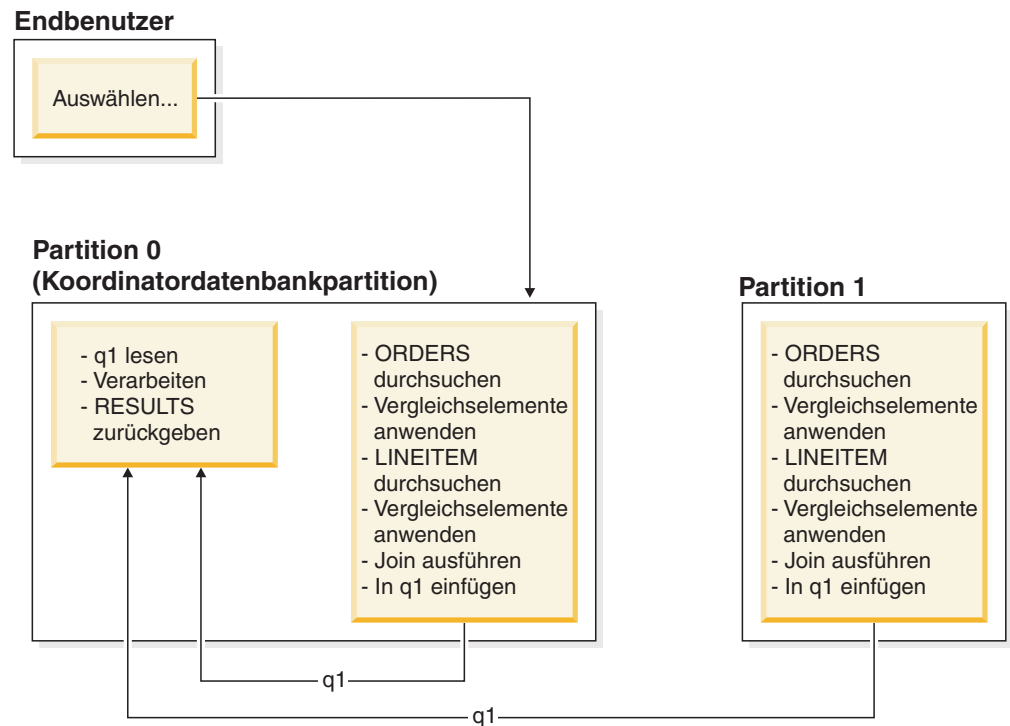 Endbenutzer
Auswählen...
Partition 0
(Koordinatordatenbankpartition)
- q1 lesen
- Verarbeiten
- RESULTS
zurückgeben
- ORDERS
durchsuchen
- Vergleichselemente
anwenden
- LINEITEM
durchsuchen
- Vergleichselemente
anwenden
- Join ausführen
- In q1 einfügen
Partition 1
- ORDERS
durchsuchen
- Vergleichselemente
anwenden
- LINEITEM
durchsuchen
- Vergleichselemente
anwenden
- Join ausführen
- In q1 einfügen
q1
q1